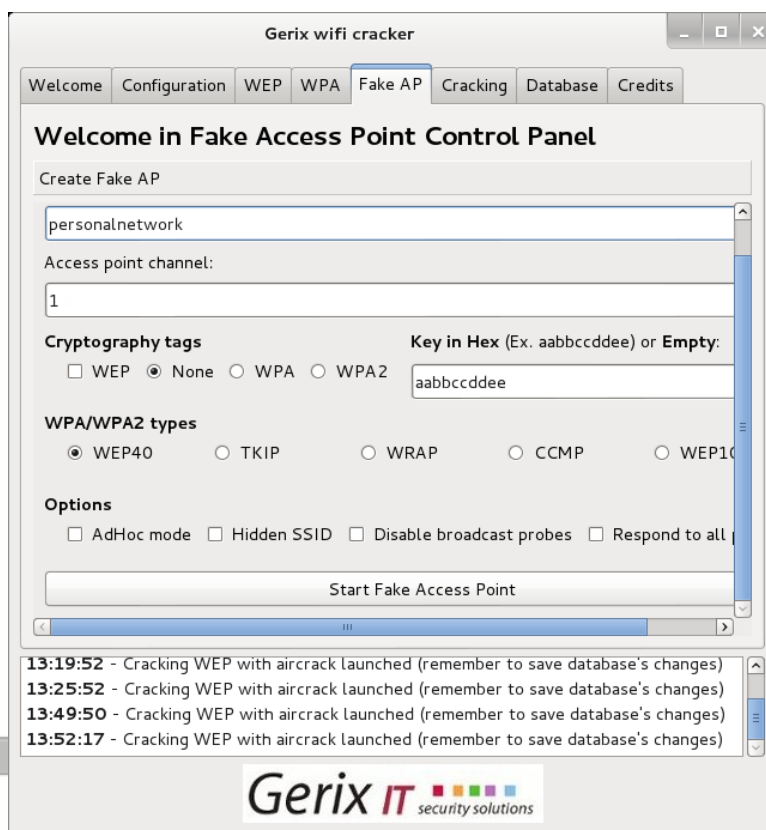 Gerix wifi cracker
Welcome Configuration WEP WPA Fake AP Cracking Database Credits
Welcome in Fake Access Point Control Panel
Create Fake AP
personalnetwork
Access point channel:
1
Cryptography tags Key in Hex (Ex. aabbccddee) or Empty:
WEP None WPA WPA2 aabbccddee
WPA/WPA2 types
WEP40 TKIP WRAP CCMP
Options
AdHoc mode Hidden SSID Disable broadcast probes Respond to all
Start Fake Access Point
13:19:52 - Cracking WEP with aircrack launched (remember to save database's changes)
13:25:52 - Cracking WEP with aircrack launched (remember to save database's changes)
13:49:50 - Cracking WEP with aircrack launched (remember to save database's changes)
13:52:17 - Cracking WEP with aircrack launched (remember to save database's changes)
Gerix IT security solutions